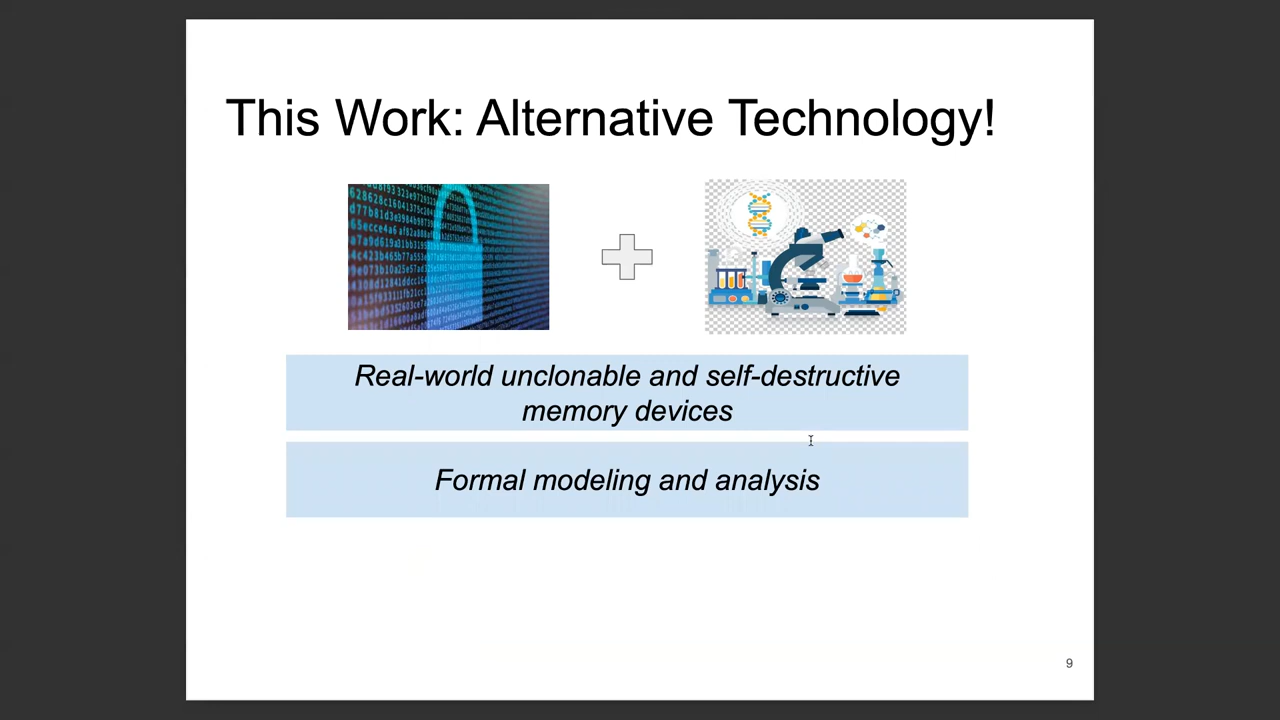 This Work: Alternative Technology!
Real-world unclonable and self-destructive
memory devices
Formal modeling and analysis
9